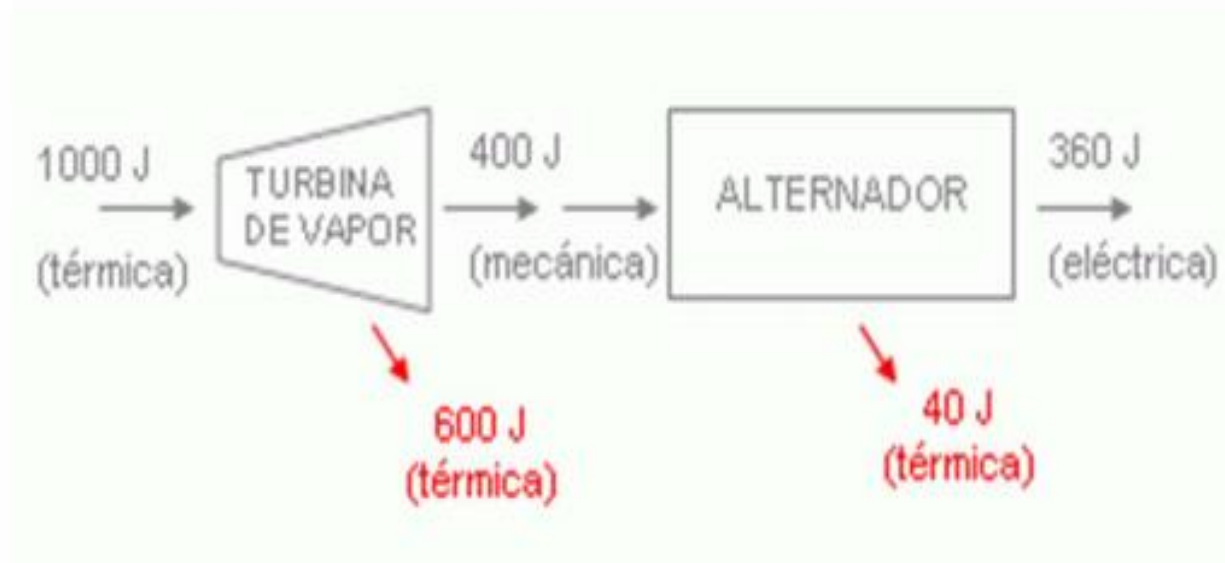 1000 J
(térmica)
TURBINA
DE VAPOR
400 J
(mecánica)
ALTERNADOR
360 J
(eléctrica)
600 J
(térmica)
40 J
(térmica)